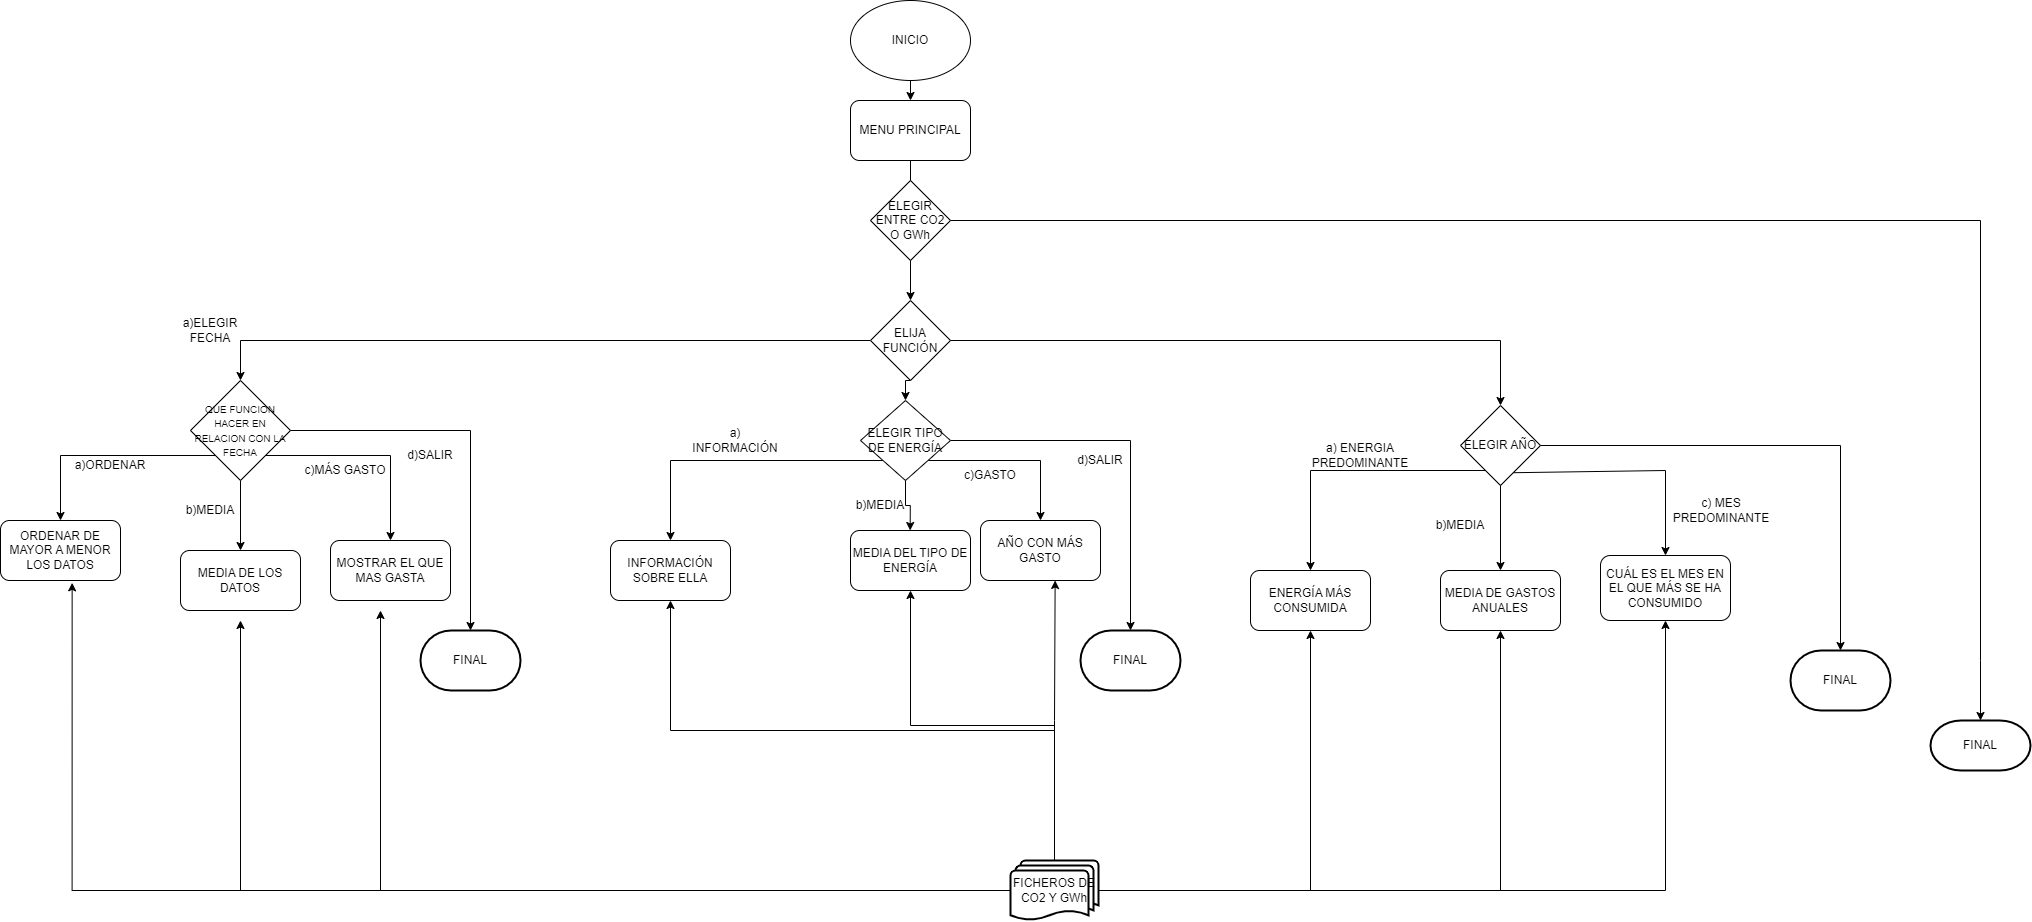 INICIO
MENU PRINCIPAL
ELEGIR
ENTRE CO2
O GWh
a)ELEGIR
FECHA
ELIJA
FUNCIÓN
QUE FUNCION
HACER EN
RELACION CON LA
FECHA
a)ORDENAR
b)MEDIA
c)MÁS GASTO
d)SALIR
ORDENAR DE
MAYOR A MENOR
LOS DATOS
MEDIA DE LOS
DATOS
MOSTRAR EL QUE
MAS GASTA
FINAL
ELEGIR TIPO
DE ENERGÍA
a)
INFORMACIÓN
b)MEDIA
c)GASTO
d)SALIR
INFORMACIÓN
SOBRE ELLA
MEDIA DEL TIPO DE
ENERGÍA
AÑO CON MÁS
GASTO
FINAL
ELEGIR AÑO
a) ENERGIA
PREDOMINANTE
b)MEDIA
c) MES
PREDOMINANTE
ENERGÍA MÁS
CONSUMIDA
MEDIA DE GASTOS
ANUALES
CUÁL ES EL MES EN
EL QUE MÁS SE HA
CONSUMIDO
FINAL
FINAL
FICHEROS DE
CO2 Y GWh